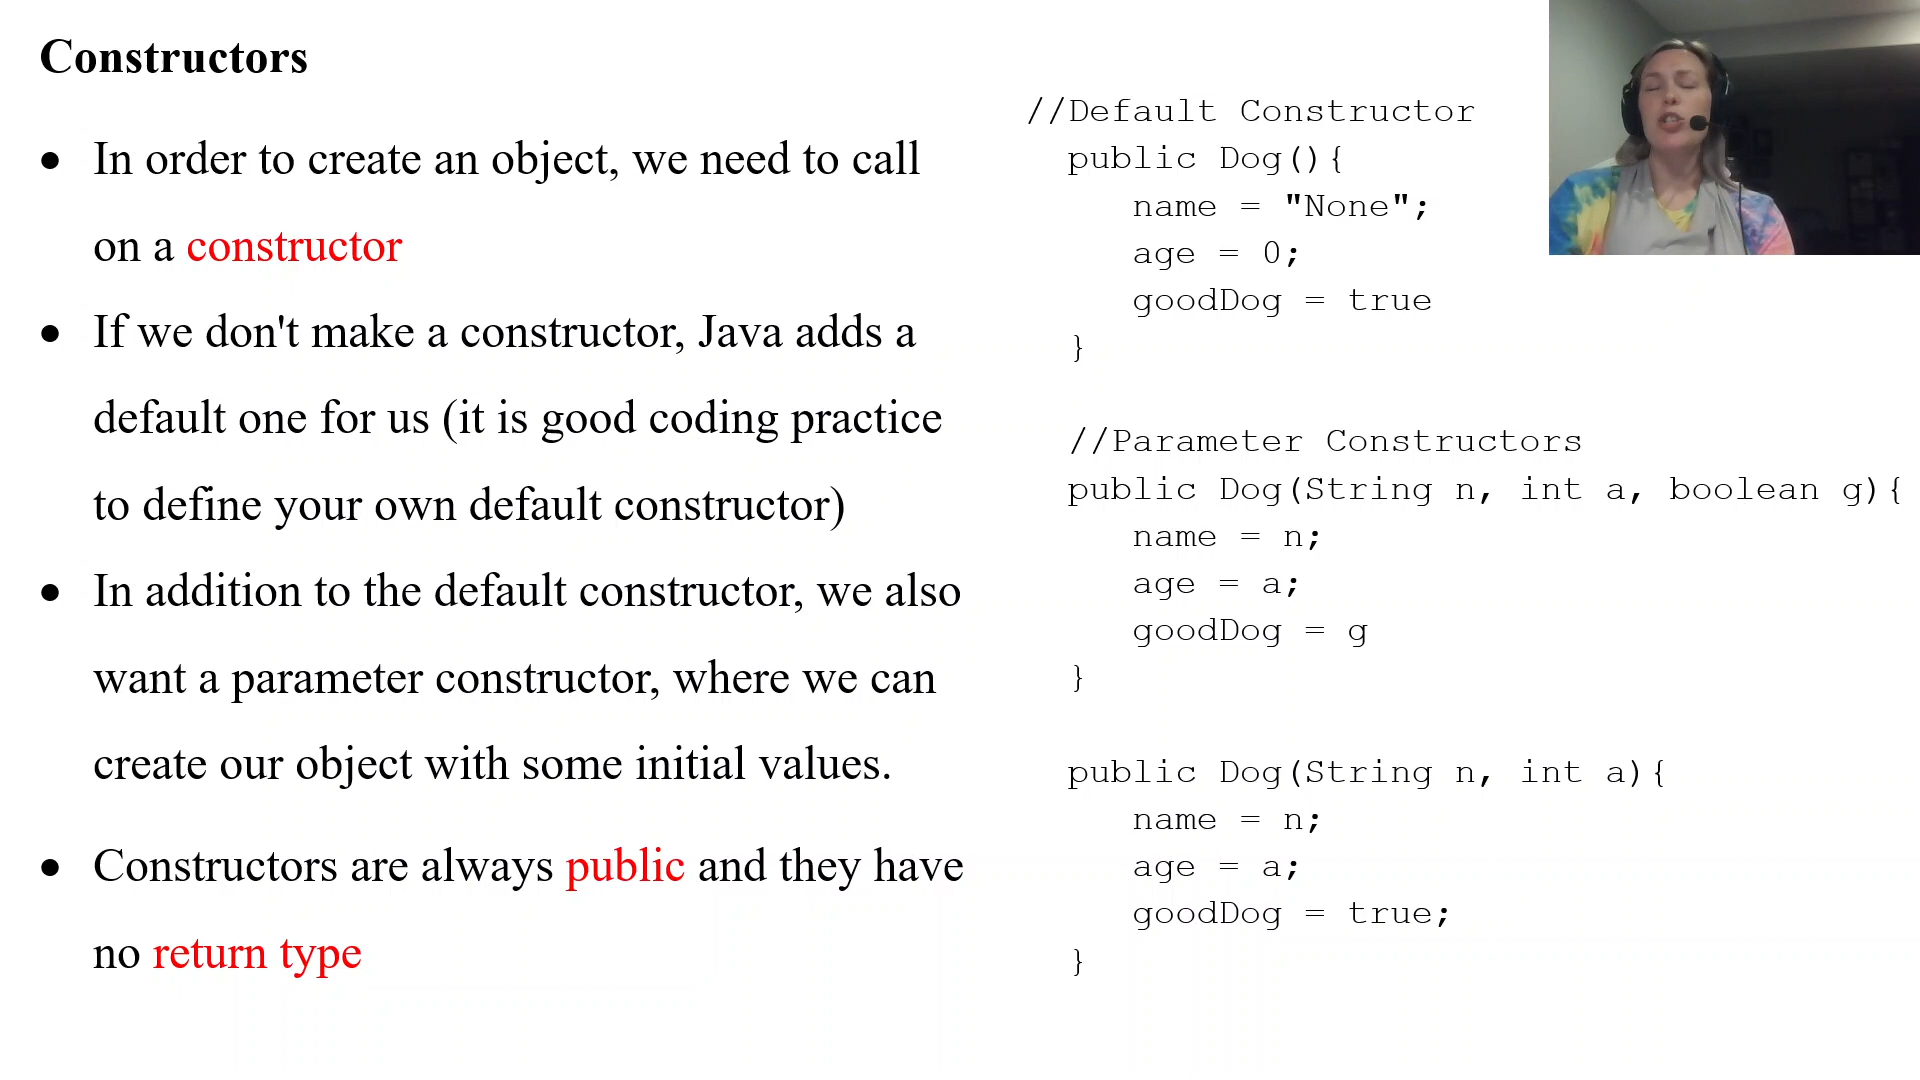 Constructors
• In order to create an object, we need to call
on a constructor
• If we don't make a constructor, Java adds a
default one for us (it is good coding practice
to define your own default constructor)
• In addition to the default constructor, we also
want a parameter constructor, where we can
create our object with some initial values.
• Constructors are always public and they have
no return type
//Default Constructor
public Dog(){
name = "None";
age = 0;
goodDog = true
}
//Parameter Constructors
public Dog(String n, int a, boolean g){
name = n;
age = a;
goodDog = g
}
public Dog(String n, int a){
name = n;
age = a;
goodDog = true;
}